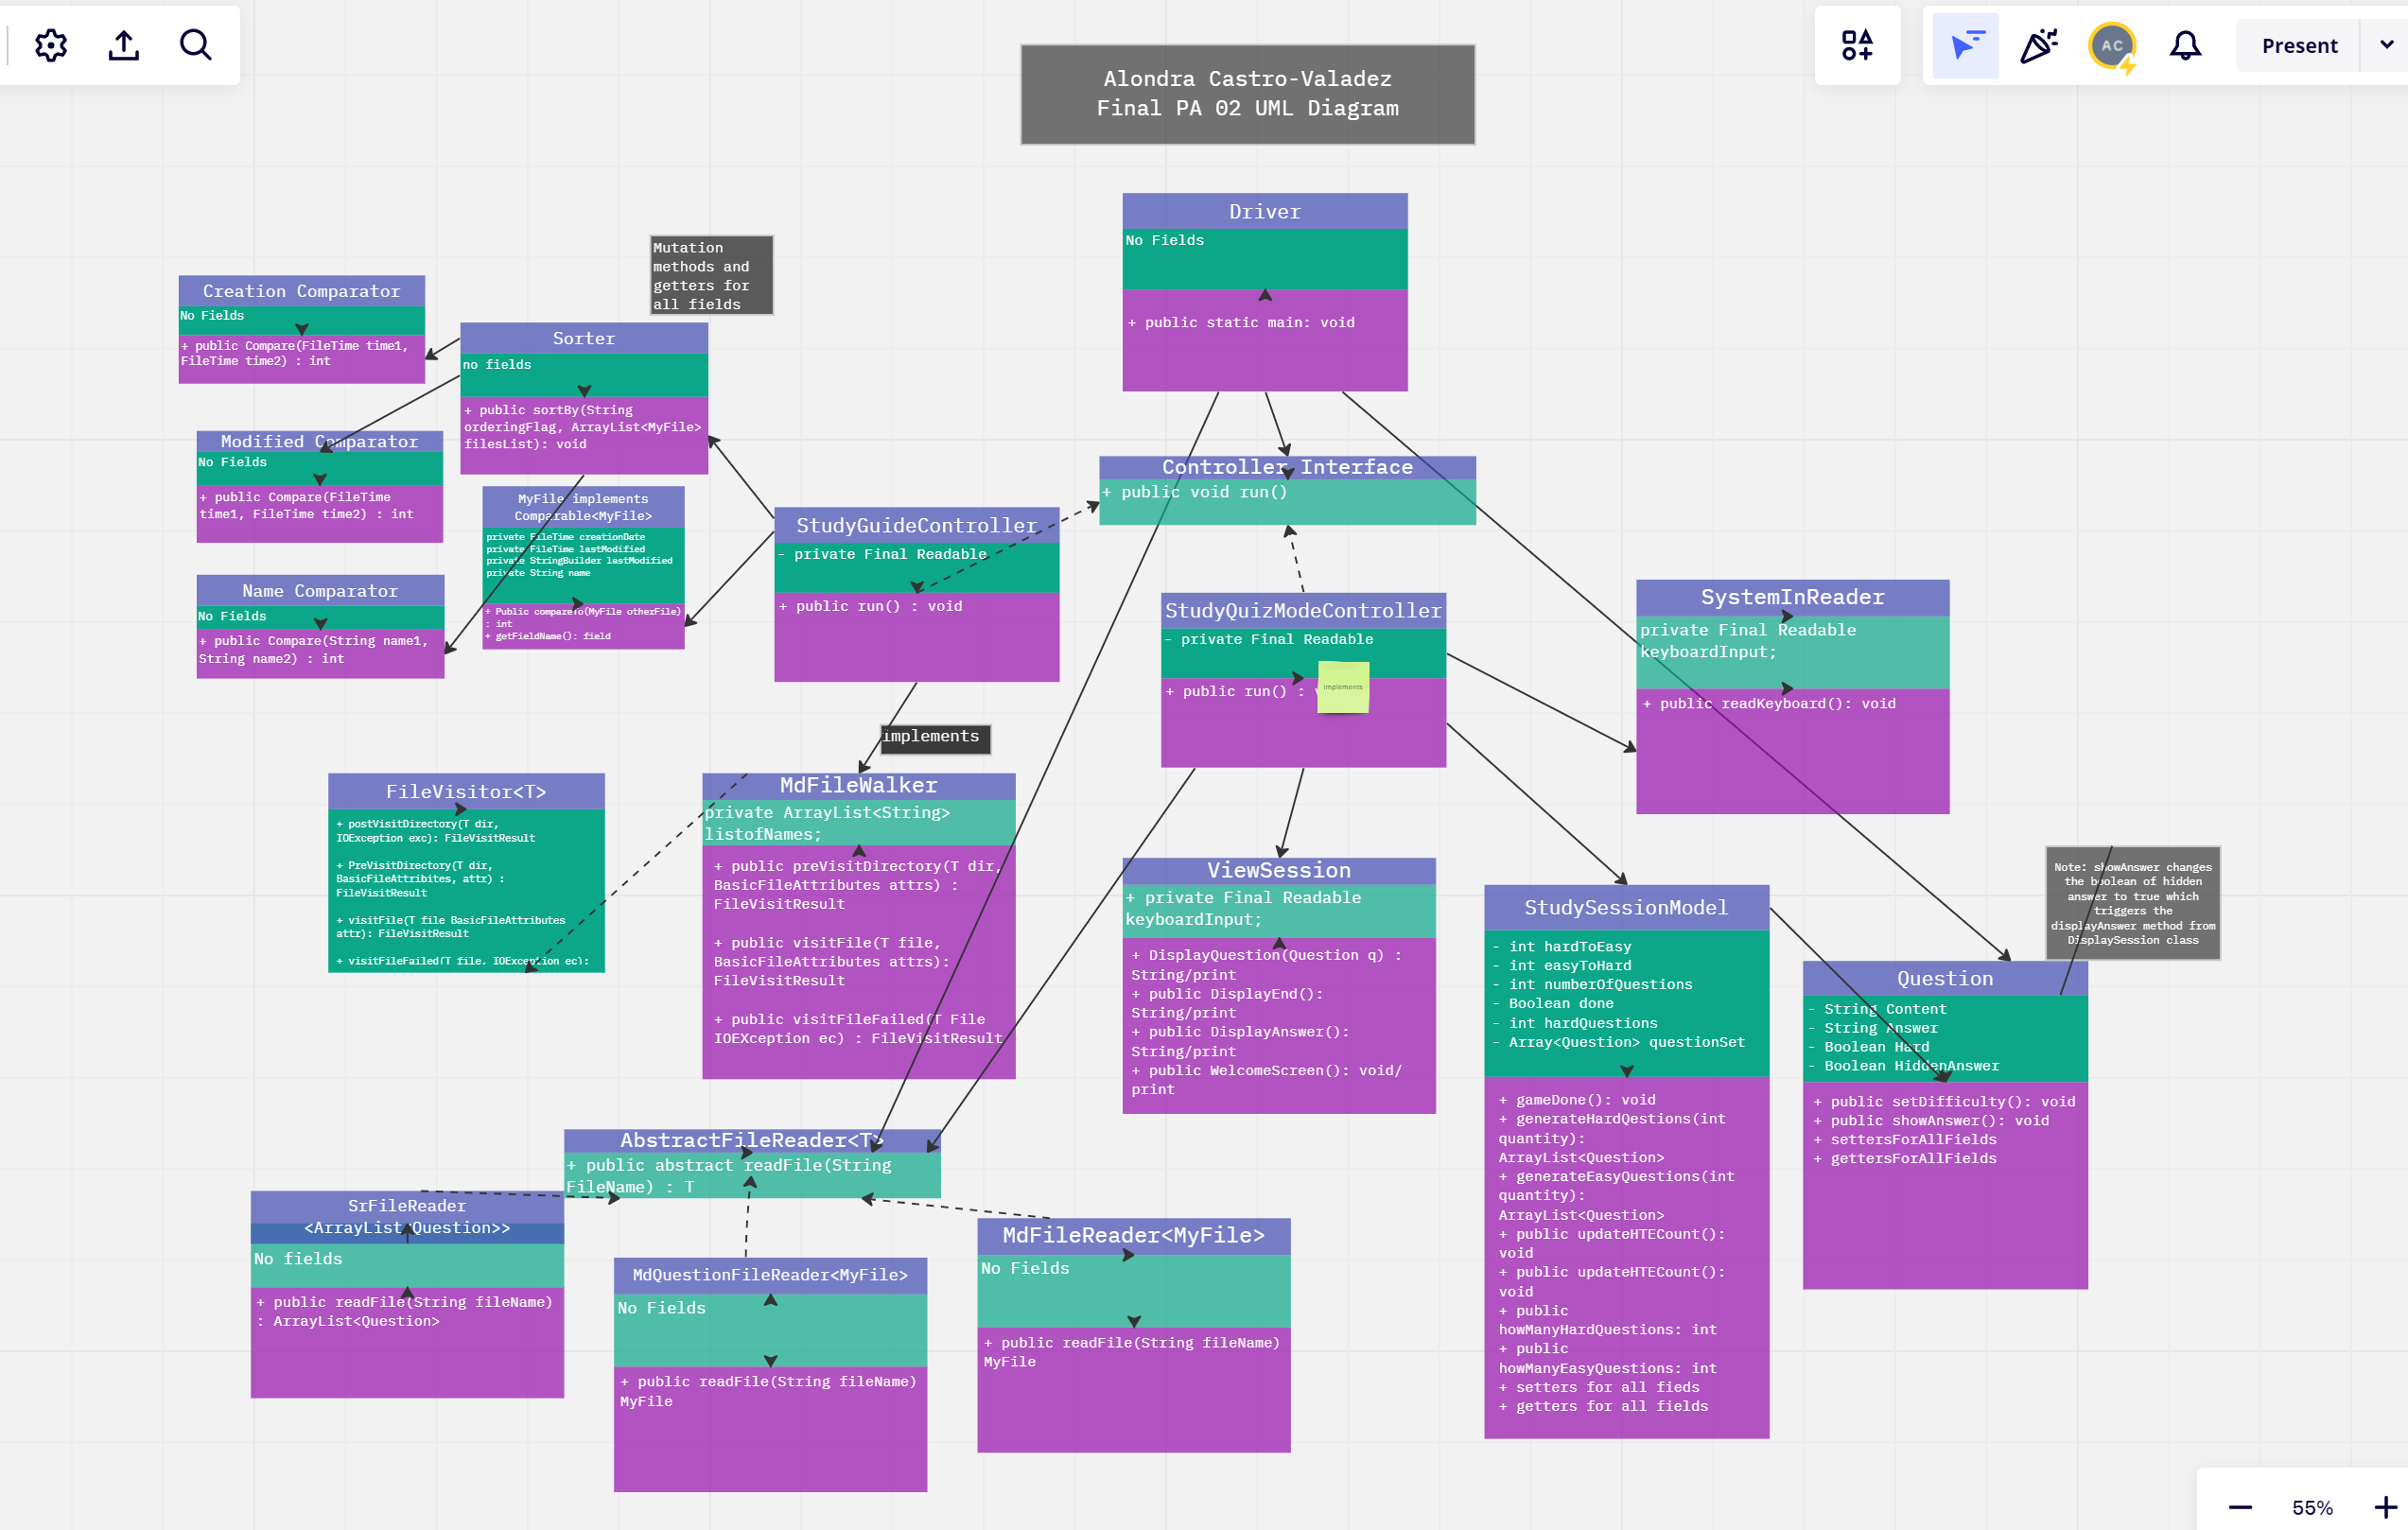 Present
AC
Alondra Castro-Valadez
Final PA 02 UML Diagram
Driver
No Fields
+ public static main: void
Mutation
methods and
getters for
all fields
Creation Comparator
No Fields
+ public Compare(FileTime time1,
FileTime time2) : int
Sorter
no fields
+ public sortBy(String
orderingFlag, ArrayList<MyFile>
filesList): void
Modified Comparator
No Fields
+ public Compare(FileTime
time1, FileTime time2) : int
Name Comparator
No Fields
+ public Compare(String name1,
String name2) : int
MyFile implements
Comparable<MyFile>
private FileTime creationDate
private FileTime lastModified
private StringBuilder lastModified
private String name
+ Public compareTo(MyFile otherFile)
: int
+ getFieldName(): field
StudyGuideController
- private Final Readable
+ public run() : void
Controller Interface
+ public void run()
StudyQuizModeController
- private Final Readable
+ public run() :
implements
SystemInReader
private Final Readable
keyboardInput;
+ public readKeyboard(): void
implements
FileVisitor<T>
+ postVisitDirectory(T dir,
IOException exc): FileVisitResult
+ PreVisitDirectory(T dir,
BasicFileAttribites, attr) :
FileVisitResult
+ visitFile(T file BasicFileAttributes
attr): FileVisitResult
+ visitFileFailed(T file, IOException ec):
MdFileWalker
private ArrayList<String>
listofNames;
+ public preVisitDirectory(T dir,
BasicFileAttributes attrs) :
FileVisitResult
+ public visitFile(T file,
BasicFileAttributes attrs):
FileVisitResult
+ public visitFileFailed(T File
IOEXception ec) : FileVisitResult
ViewSession
+ private Final Readable
keyboardInput;
+ DisplayQuestion(Question q) :
String/print
+ public DisplayEnd():
String/print
+ public DisplayAnswer():
String/print
+ public WelcomeScreen(): void/
print
StudySessionModel
- int hardToEasy
- int easyToHard
- int numberOfQuestions
- Boolean done
- int hardQuestions
- Array<Question> questionSet
+ gameDone(): void
+ generateHardQestions(int
quantity):
ArrayList<Question>
+ generateEasyQuestions(int
quantity):
ArrayList<Question>
+ public updateHTECount():
void
+ public updateHTECount():
void
+ public
howManyHardQuestions: int
+ public
howManyEasyQuestions: int
+ setters for all fieds
+ getters for all fields
Note: showAnswer changes
the boolean of hidden
answer to true which
triggers the
displayAnswer method from
DisplaySession class
Question
- String Content
- String Answer
- Boolean Hard
- Boolean HiddenAnswer
+ public setDifficulty(): void
+ public showAnswer(): void
+ settersForAllFields
+ gettersForAllFields
AbstractFileReader<T>
+ public abstract readFile(String
FileName) : T
SrFileReader
<ArrayList<Question>>
No fields
+ public readFile(String fileName)
: ArrayList<Question>
MdQuestionFileReader<MyFile>
No Fields
+ public readFile(String fileName)
MyFile
MdFileReader<MyFile>
No Fields
+ public readFile(String fileName)
MyFile
55%